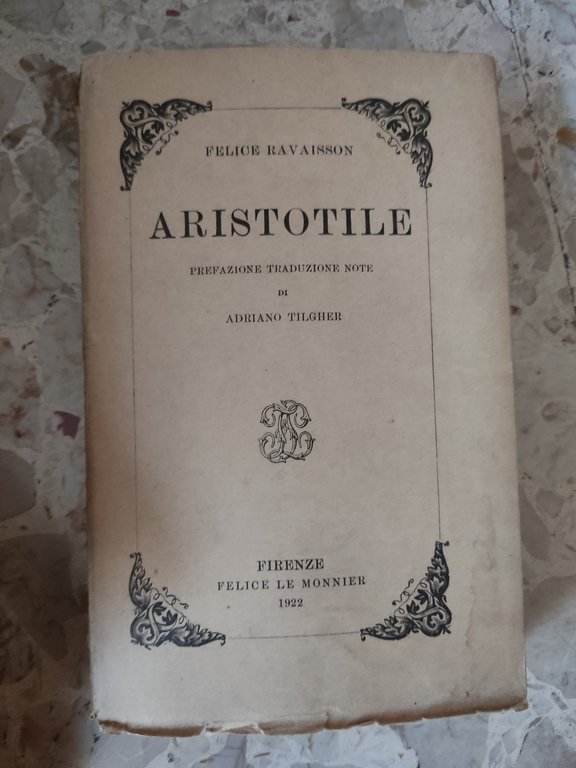 FELICE RAVAISSON
ARISTOTILE
PREFAZIONE TRADUZIONE NOTE
DI
ADRIANO TILGHER
FIRENZE
FELICE LE MONNIER
1922